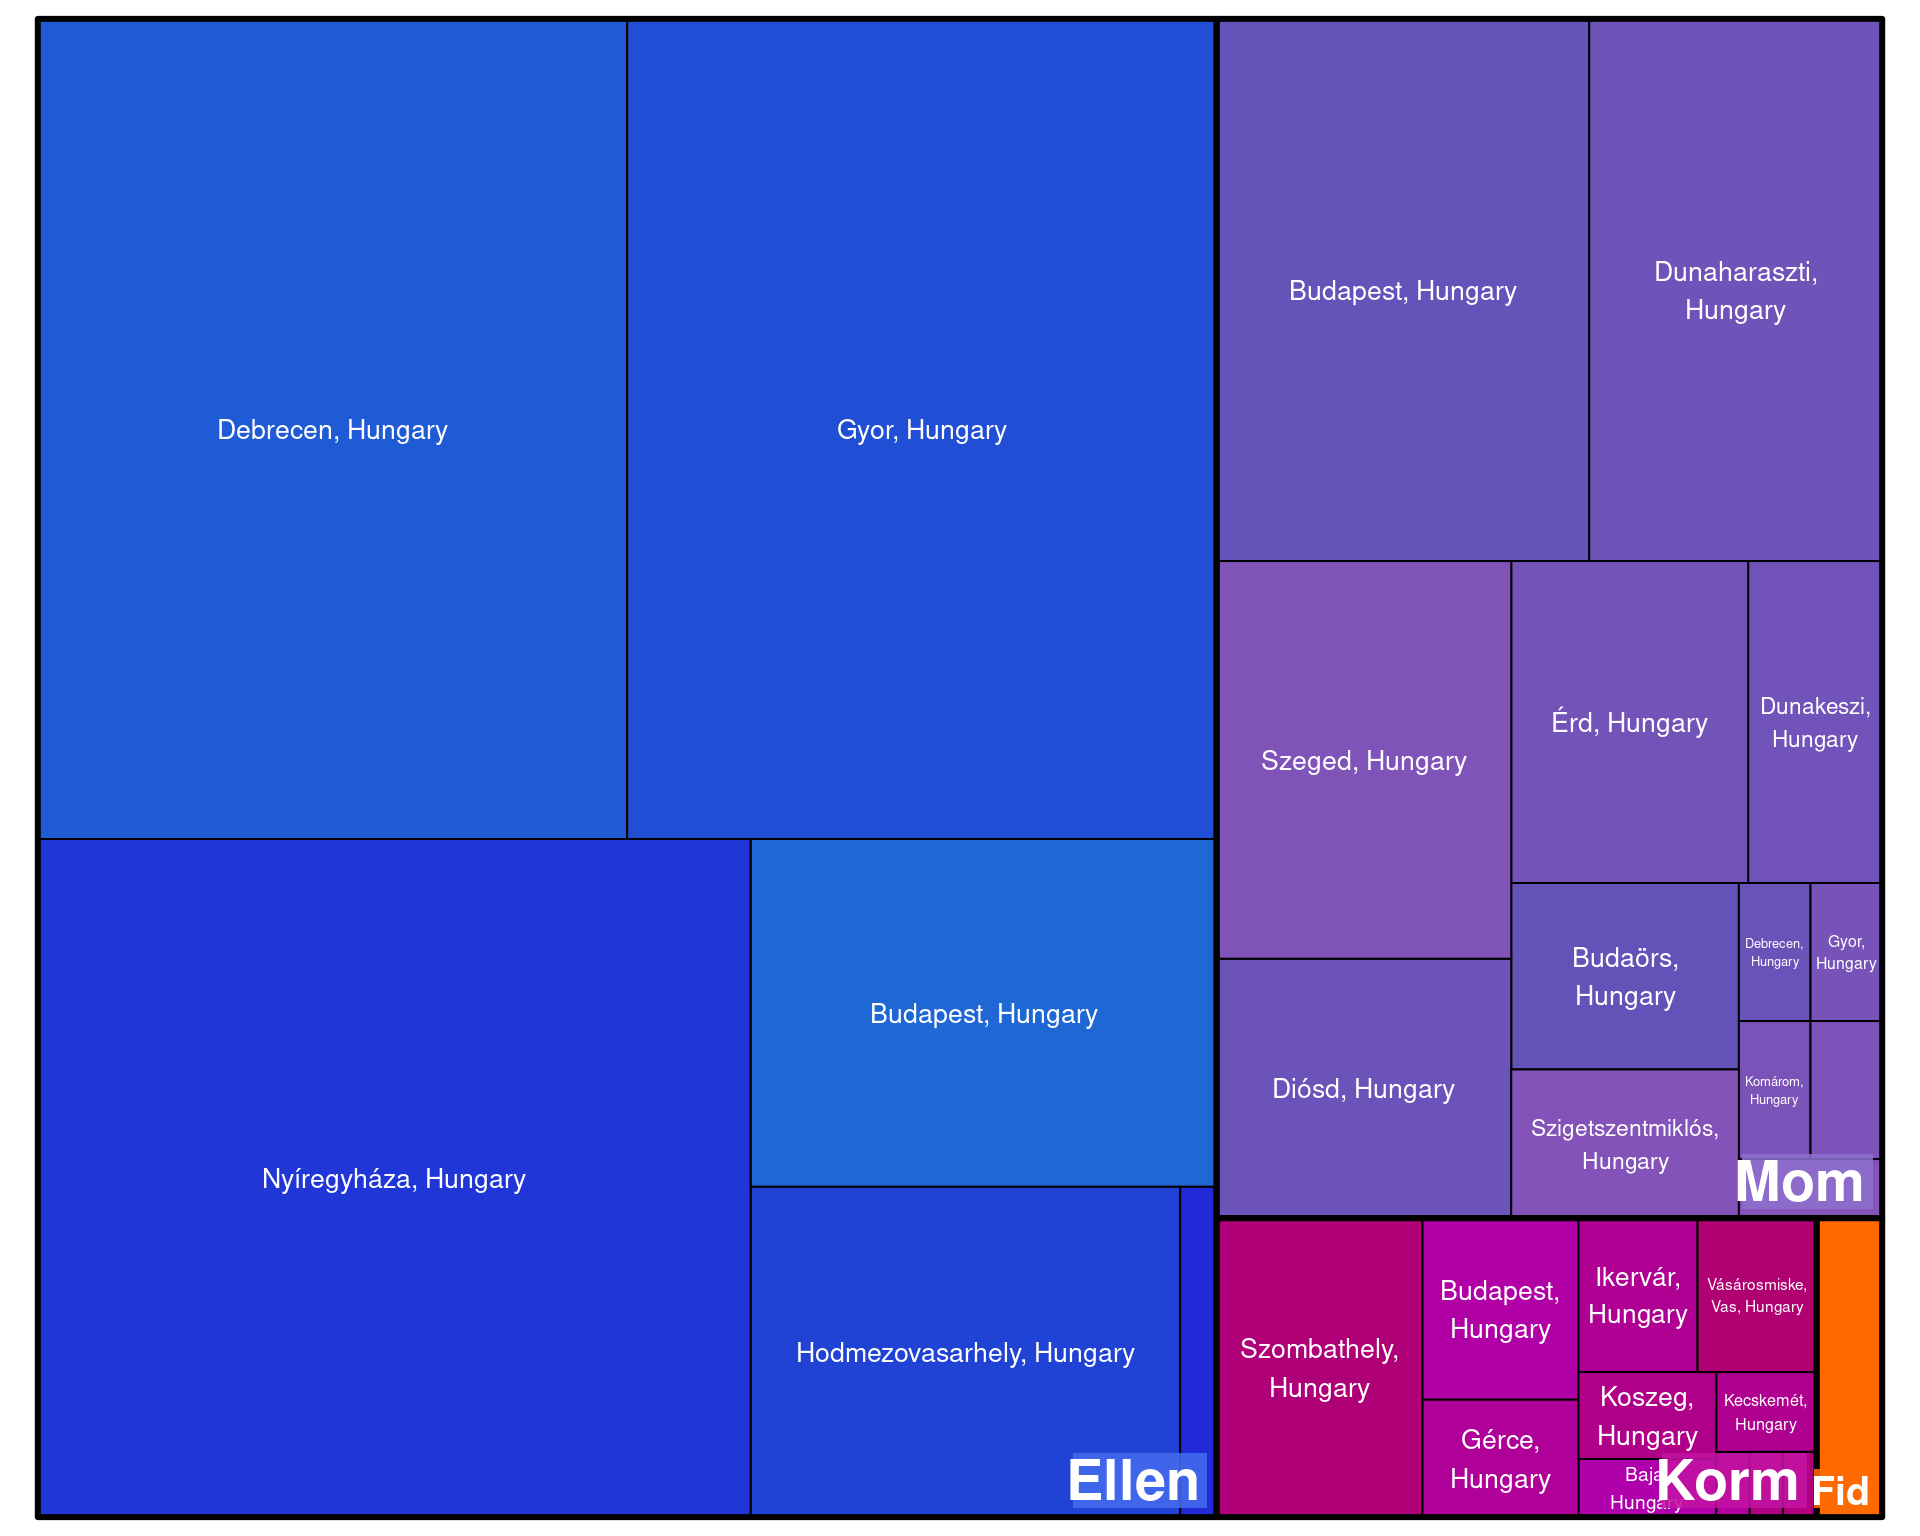 Debrecen, Hungary
Gyor, Hungary
Nyíregyháza, Hungary
Budapest, Hungary
Hodmezovasarhely, Hungary
Ellen
Budapest, Hungary
Dunaharaszti,
Hungary
Szeged, Hungary
Érd, Hungary
Dunakeszi,
Hungary
Diósd, Hungary
Budaörs,
Hungary
Debrecen,
Hungary
Gyor,
Hungary
Komárom,
Hungary
Szigetszentmiklós,
Hungary
Mom
Szombathely,
Hungary
Budapest,
Hungary
Gérce,
Hungary
Ikervár,
Hungary
Vásárosmiske,
Vas, Hungary
Koszeg,
Hungary
Kecskemét,
Hungary
Baja,
Hungary
Korm
Fid